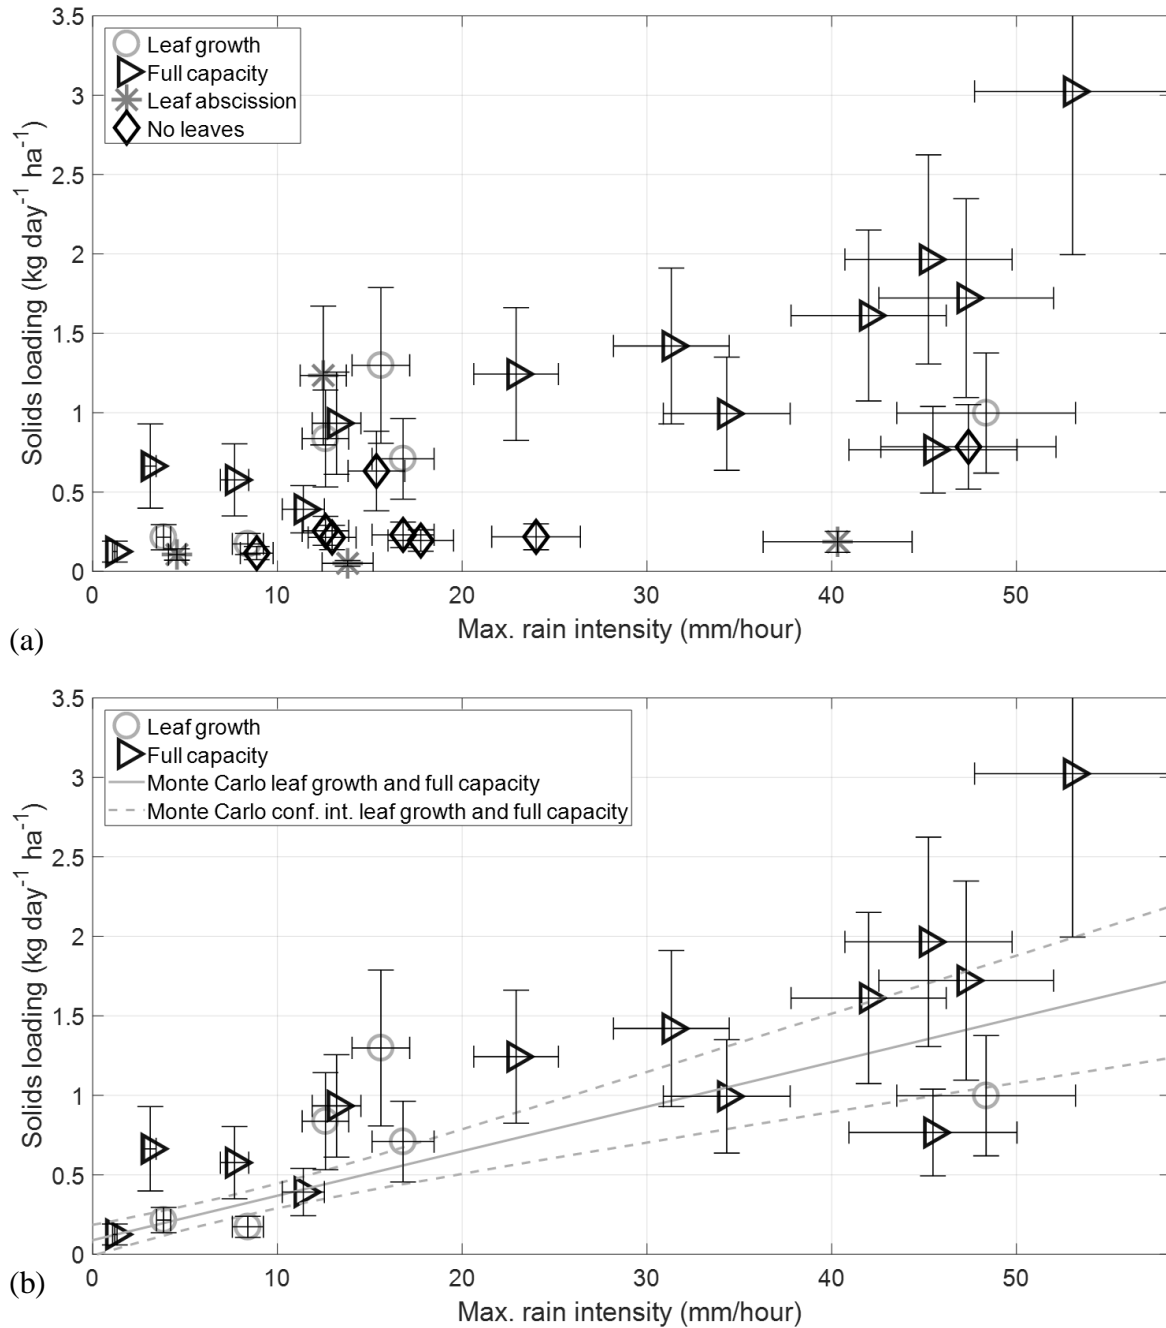 3.5
3
2.5
2
1.5
1
0.5
0
Solids loading (kg day⁻¹ ha⁻¹)
Leaf growth
Full capacity
Leaf abscission
No leaves
0 10 20 30 40 50
Max. rain intensity (mm/hour)
(a)
3.5
3
2.5
2
1.5
1
0.5
0
Solids loading (kg day⁻¹ ha⁻¹)
Leaf growth
Full capacity
Monte Carlo leaf growth and full capacity
Monte Carlo conf. int. leaf growth and full capacity
0 10 20 30 40 50
Max. rain intensity (mm/hour)
(b)